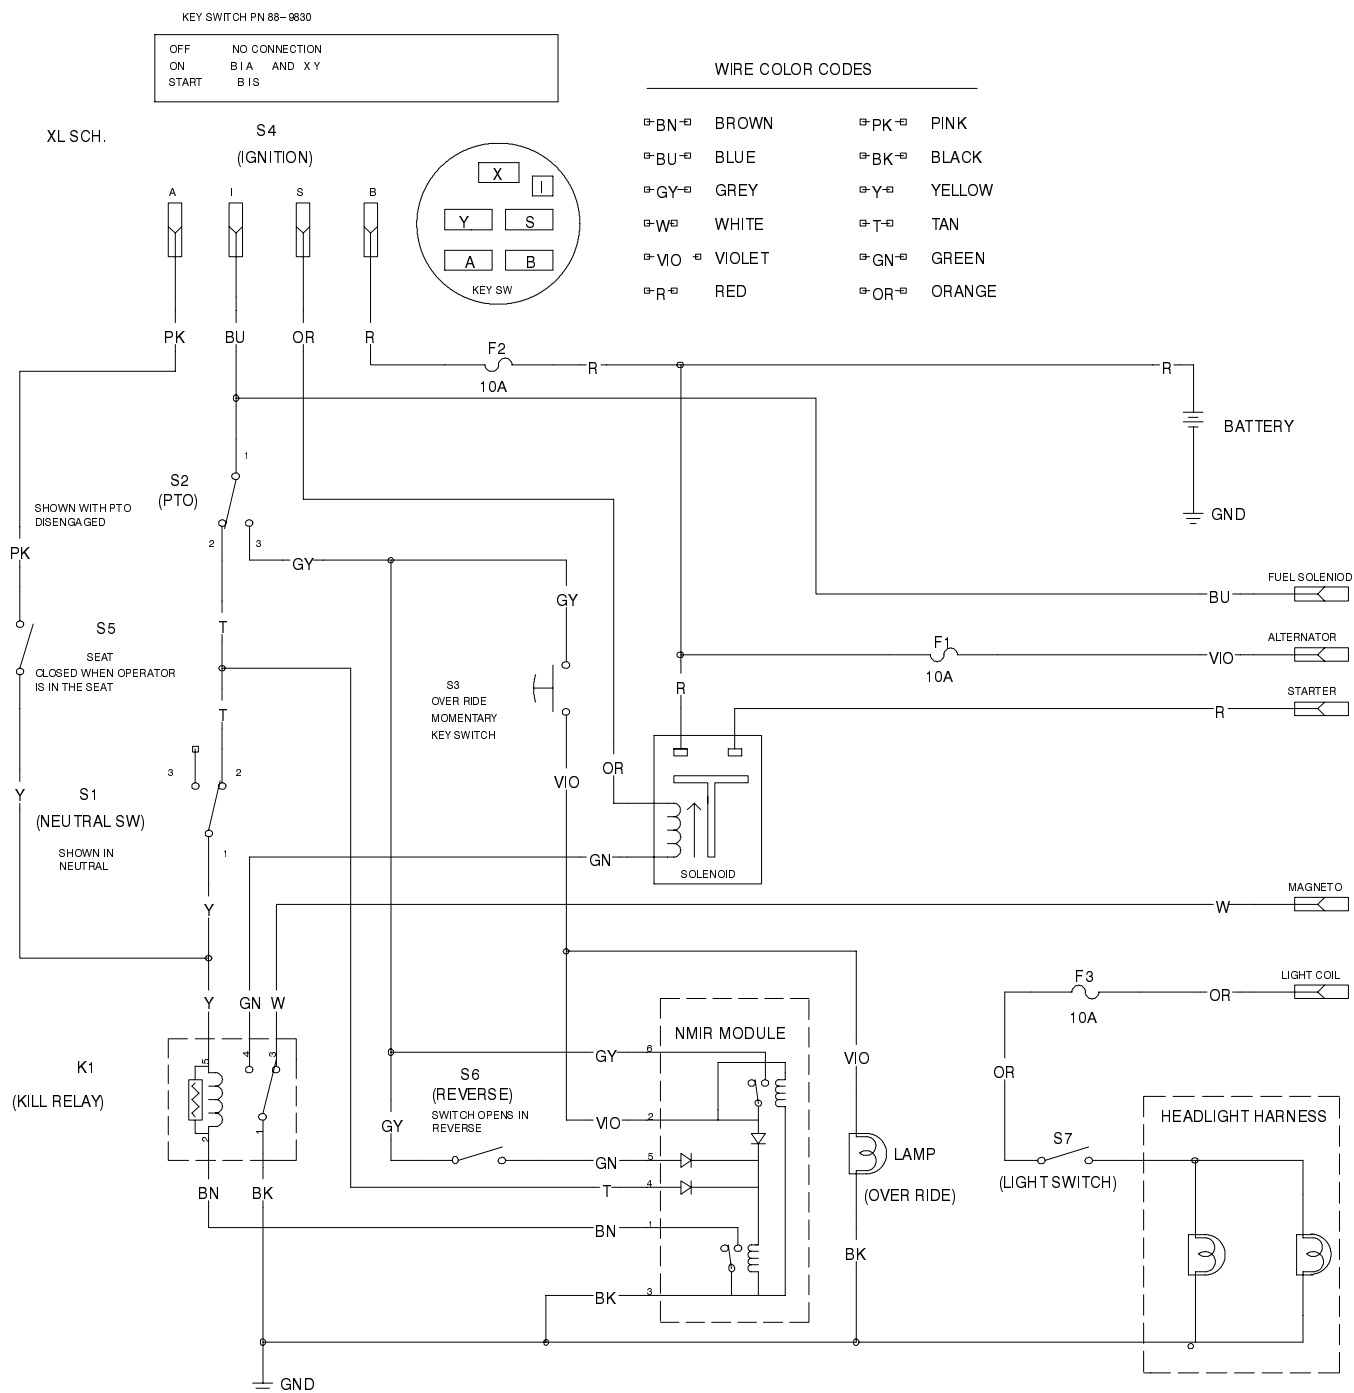 KEY SWITCH PN 88-9830
OFF NO CONNECTION
ON B I A AND X Y
START B I S
WIRE COLOR CODES
BN BROWN PK PINK
BU BLUE BK BLACK
GY GREY Y YELLOW
W WHITE T TAN
VIO VIOLET GN GREEN
R RED OR ORANGE
XL SCH.
S4
(IGNITION)
A I S B
X
I
Y S
A B
KEY SW
PK BU OR R
F2
10A
R
R
BATTERY
GND
1
S2
(PTO)
SHOWN WITH PTO
DISENGAGED
2 3
PK
GY
GY
FUEL SOLENIOD
BU
T
S5
SEAT
CLOSED WHEN OPERATOR
IS IN THE SEAT
F1
10A
ALTERNATOR
VIO
S3
OVER RIDE
MOMENTARY
KEY SWITCH
R
STARTER
R
T
3 2
OR
VIO
Y
S1
(NEUTRAL SW)
SHOWN IN
NEUTRAL
1
GN
SOLENOID
MAGNETO
W
Y
LIGHT COIL
F3
10A
OR
Y GN W
NMIR MODULE
K1
(KILL RELAY)
5 4 3
2 1
GY 6
VIO
OR
S6
(REVERSE)
SWITCH OPENS IN
REVERSE
GY
VIO 2
HEADLIGHT HARNESS
S7
(LIGHT SWITCH)
LAMP
(OVER RIDE)
GN 5
T 4
BN BK
BN 1
BK
BK 3
GND